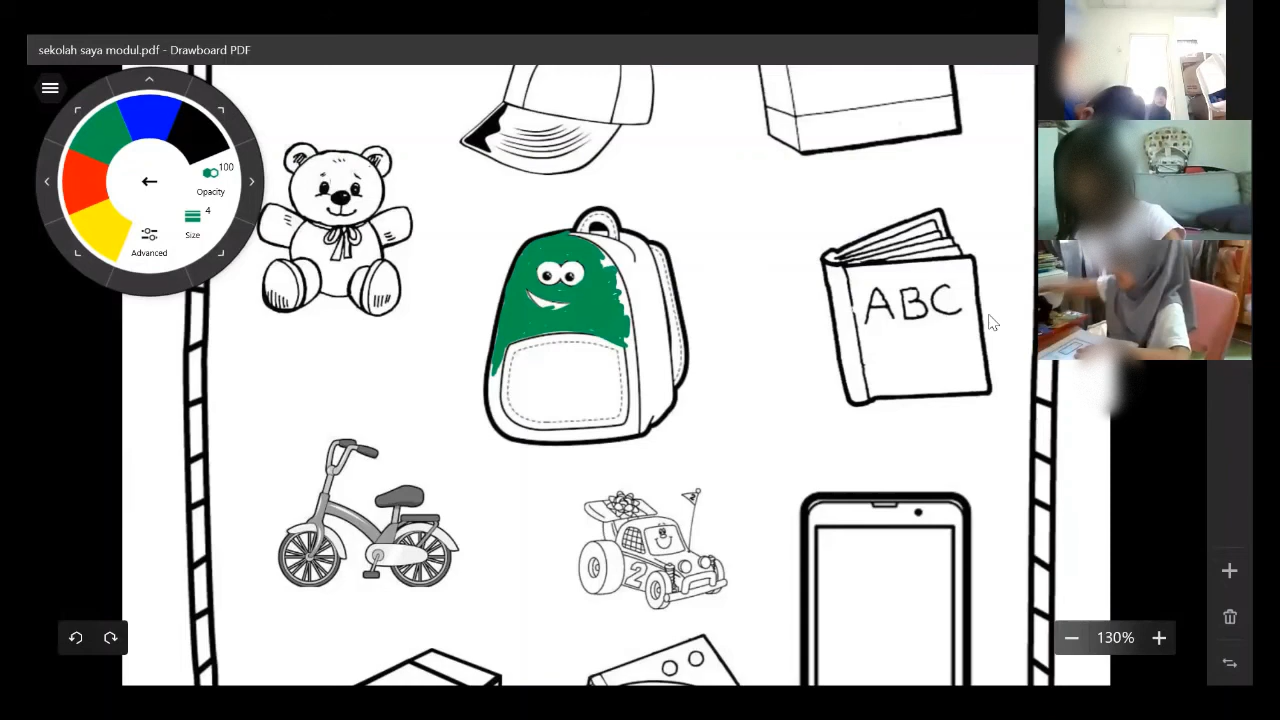 sekolah saya modul.pdf - Drawboard PDF
100
Opacity
4
Size
Advanced
ABC
2
130%